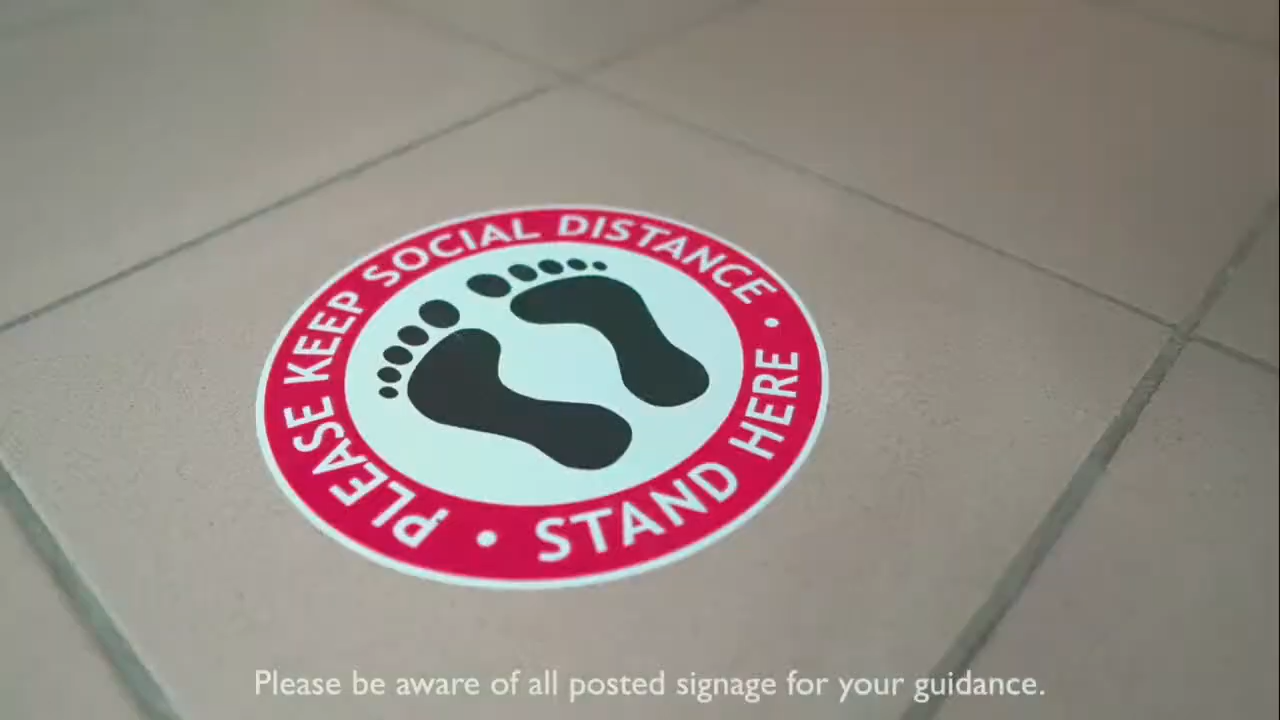 PLEASE KEEP SOCIAL DISTANCE
• STAND HERE •
Please be aware of all posted signage for your guidance.